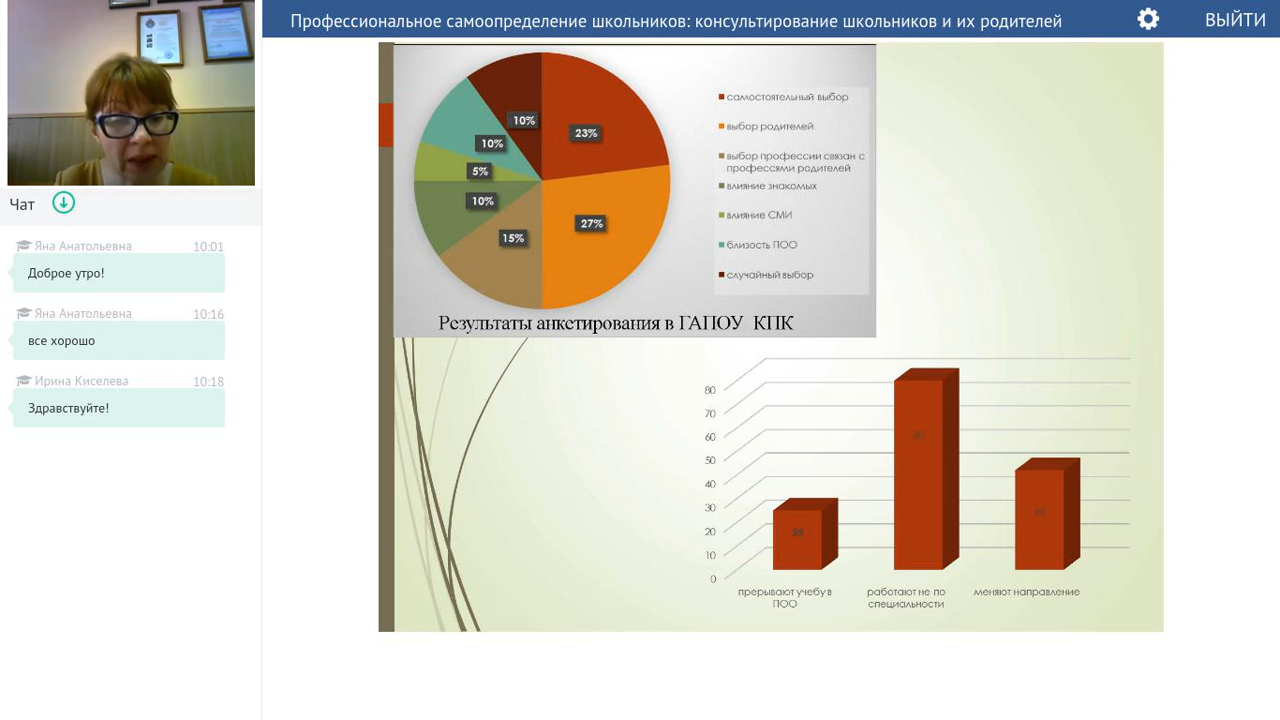 Профессиональное самоопределение школьников: консультирование школьников и их родителей
ВЫЙТИ
Чат
Яна Анатольевна 10:01
Доброе утро!
Яна Анатольевна 10:16
все хорошо
Ирина Киселева 10:18
Здравствуйте!
10%
23%
10%
5%
10%
27%
15%
самостоятельный выбор
выбор родителей
выбор профессии связан с
профессями родителей
влияние знакомых
влияние СМИ
близость ПОО
случайный выбор
Результаты анкетирования в ГАПОУ КПК
80
70
60
50
40
30
20
10
0
25
80
42
прерывают учебу в
ПОО
работают не по
специальности
меняют направление